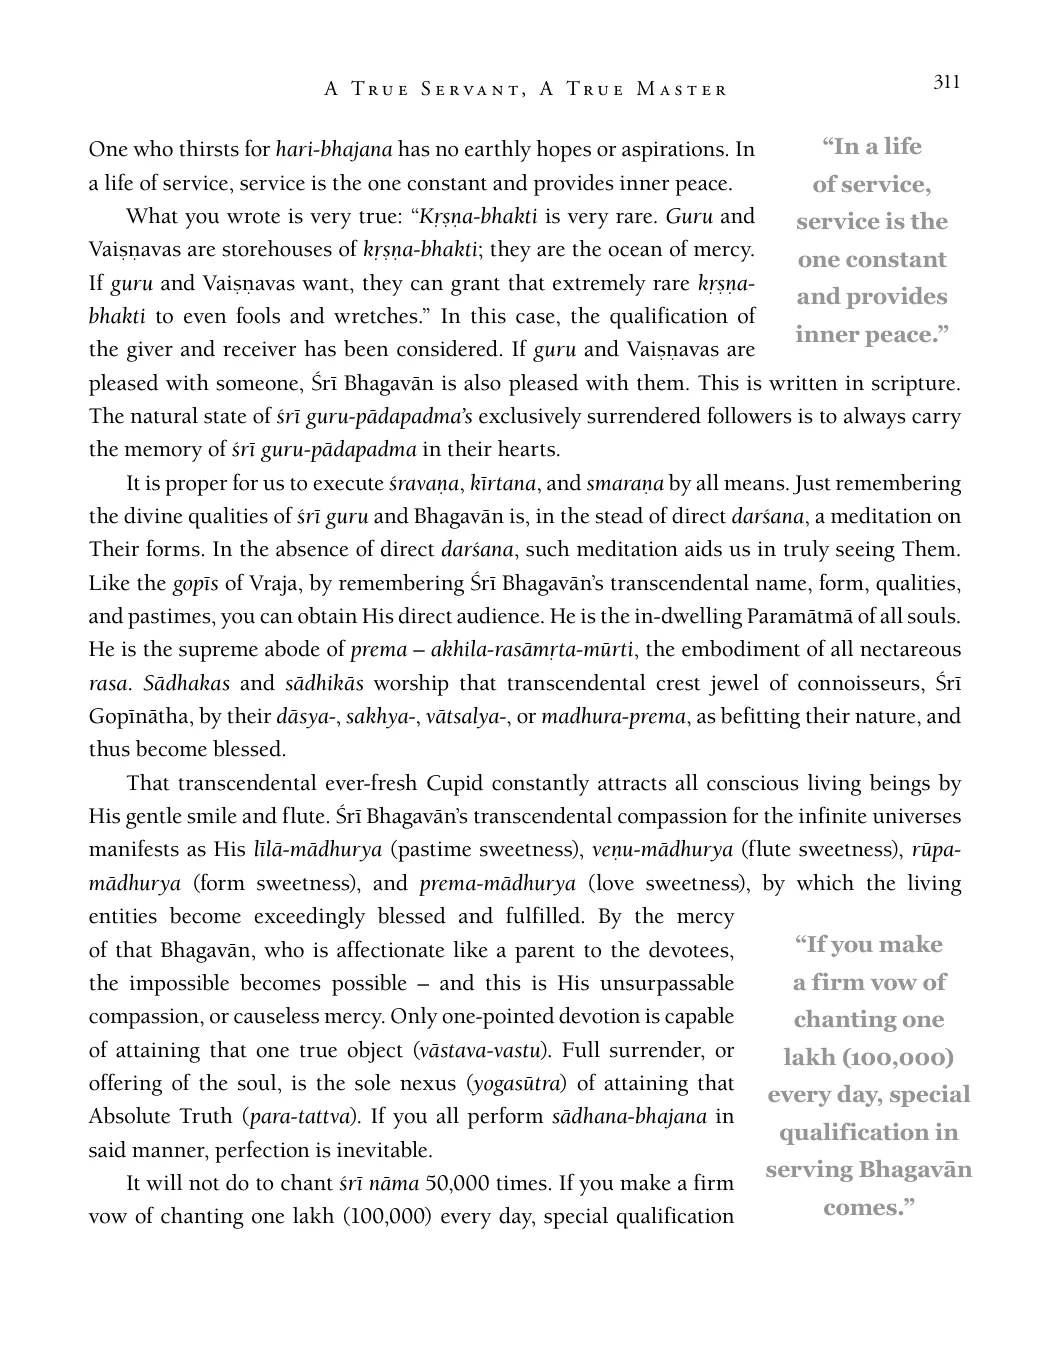 A True Servant, A True Master
311
One who thirsts for hari-bhajana has no earthly hopes or aspirations. In
a life of service, service is the one constant and provides inner peace.
What you wrote is very true: “Kṛṣṇa-bhakti is very rare. Guru and
Vaiṣṇavas are storehouses of kṛṣṇa-bhakti; they are the ocean of mercy.
If guru and Vaiṣṇavas want, they can grant that extremely rare kṛṣṇa-
bhakti to even fools and wretches.” In this case, the qualification of
the giver and receiver has been considered. If guru and Vaiṣṇavas are
pleased with someone, Śrī Bhagavān is also pleased with them. This is written in scripture.
The natural state of śrī guru-pādapadma’s exclusively surrendered followers is to always carry
the memory of śrī guru-pādapadma in their hearts.
“In a life
of service,
service is the
one constant
and provides
inner peace.”
It is proper for us to execute śravaṇa, kīrtana, and smaraṇa by all means. Just remembering
the divine qualities of śrī guru and Bhagavān is, in the stead of direct darśana, a meditation on
Their forms. In the absence of direct darśana, such meditation aids us in truly seeing Them.
Like the gopīs of Vraja, by remembering Śrī Bhagavān’s transcendental name, form, qualities,
and pastimes, you can obtain His direct audience. He is the in-dwelling Paramātmā of all souls.
He is the supreme abode of prema – akhila-rasāmṛta-mūrti, the embodiment of all nectareous
rasa. Sādhakas and sādhikās worship that transcendental crest jewel of connoisseurs, Śrī
Gopīnātha, by their dāsya-, sakhya-, vātsalya-, or madhura-prema, as befitting their nature, and
thus become blessed.
That transcendental ever-fresh Cupid constantly attracts all conscious living beings by
His gentle smile and flute. Śrī Bhagavān’s transcendental compassion for the infinite universes
manifests as His līlā-mādhurya (pastime sweetness), veṇu-mādhurya (flute sweetness), rūpa-
mādhurya (form sweetness), and prema-mādhurya (love sweetness), by which the living
entities become exceedingly blessed and fulfilled. By the mercy
of that Bhagavān, who is affectionate like a parent to the devotees,
the impossible becomes possible – and this is His unsurpassable
compassion, or causeless mercy. Only one-pointed devotion is capable
of attaining that one true object (vāstava-vastu). Full surrender, or
offering of the soul, is the sole nexus (yogasūtra) of attaining that
Absolute Truth (para-tattva). If you all perform sādhana-bhajana in
said manner, perfection is inevitable.
It will not do to chant śrī nāma 50,000 times. If you make a firm
vow of chanting one lakh (100,000) every day, special qualification
“If you make
a firm vow of
chanting one
lakh (100,000)
every day, special
qualification in
serving Bhagavān
comes.”